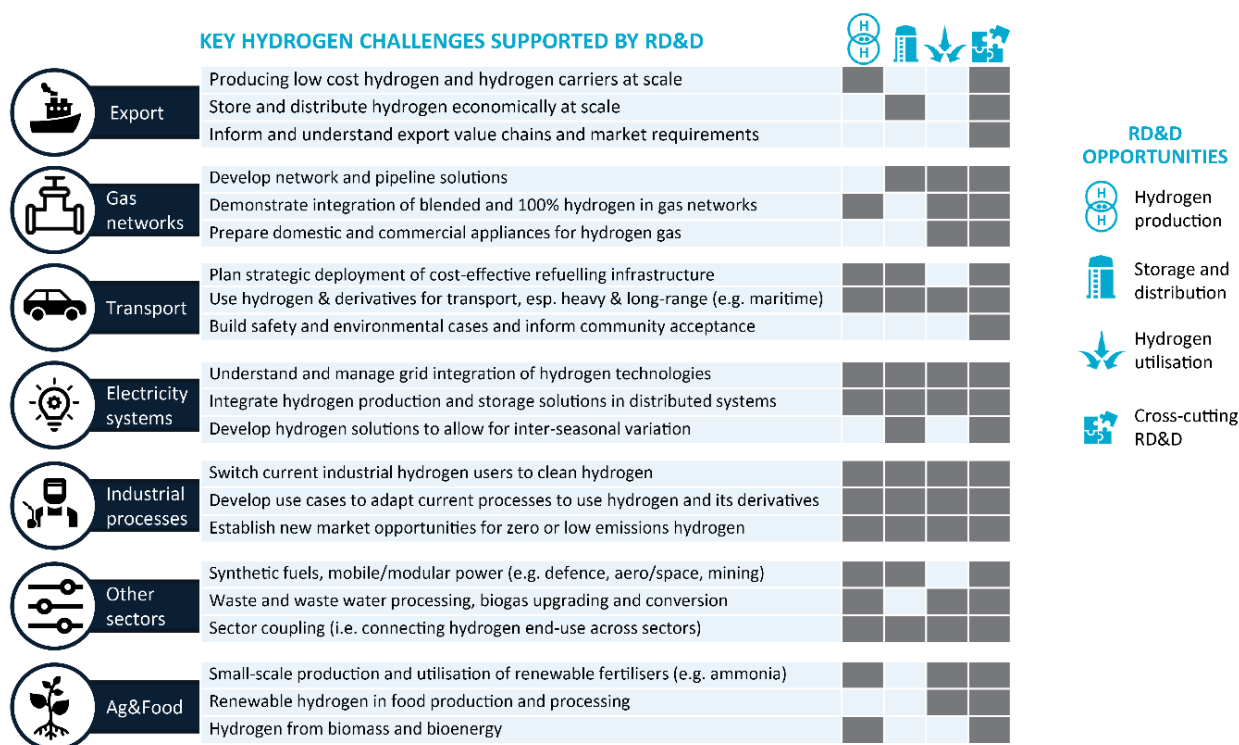 KEY HYDROGEN CHALLENGES SUPPORTED BY RD&D
H
H
Export
Producing low cost hydrogen and hydrogen carriers at scale
Store and distribute hydrogen economically at scale
Inform and understand export value chains and market requirements
Gas
networks
Develop network and pipeline solutions
Demonstrate integration of blended and 100% hydrogen in gas networks
Prepare domestic and commercial appliances for hydrogen gas
Transport
Plan strategic deployment of cost-effective refuelling infrastructure
Use hydrogen & derivatives for transport, esp. heavy & long-range (e.g. maritime)
Build safety and environmental cases and inform community acceptance
Electricity
systems
Understand and manage grid integration of hydrogen technologies
Integrate hydrogen production and storage solutions in distributed systems
Develop hydrogen solutions to allow for inter-seasonal variation
Industrial
processes
Switch current industrial hydrogen users to clean hydrogen
Develop use cases to adapt current processes to use hydrogen and its derivatives
Establish new market opportunities for zero or low emissions hydrogen
Other
sectors
Synthetic fuels, mobile/modular power (e.g. defence, aero/space, mining)
Waste and waste water processing, biogas upgrading and conversion
Sector coupling (i.e. connecting hydrogen end-use across sectors)
Ag&Food
Small-scale production and utilisation of renewable fertilisers (e.g. ammonia)
Renewable hydrogen in food production and processing
Hydrogen from biomass and bioenergy
RD&D
OPPORTUNITIES
H
H
Hydrogen
production
Storage and
distribution
Hydrogen
utilisation
Cross-cutting
RD&D